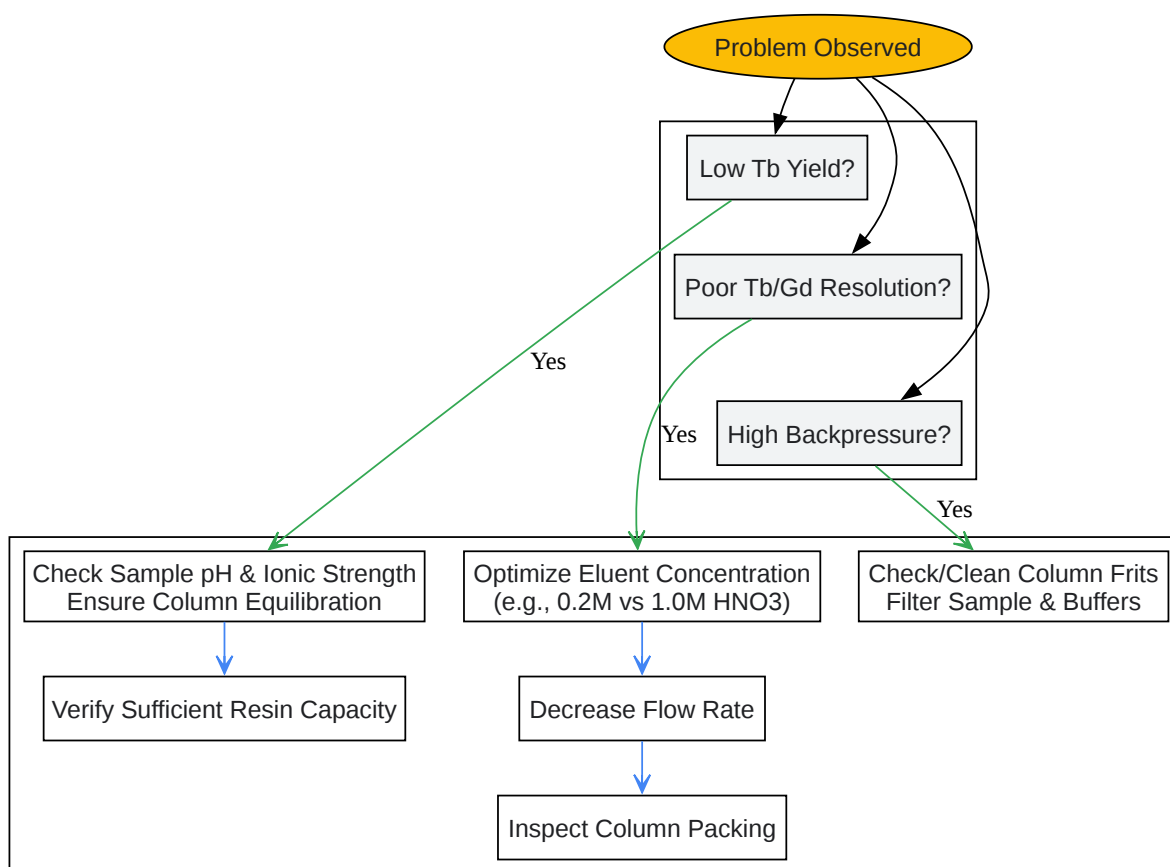 Problem Observed
Low Tb Yield?
Poor Tb/Gd Resolution?
Yes
Yes
High Backpressure?
Yes
Check Sample pH & Ionic Strength
Ensure Column Equilibration
Optimize Eluent Concentration
(e.g., 0.2M vs 1.0M HNO3)
Check/Clean Column Frits
Filter Sample & Buffers
Verify Sufficient Resin Capacity
Decrease Flow Rate
Inspect Column Packing